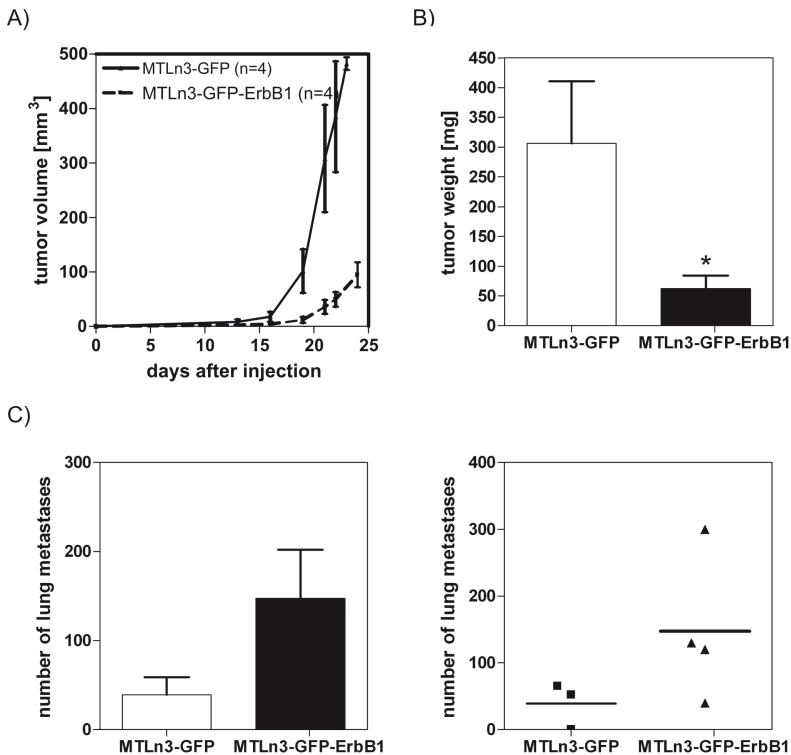 A)
tumor volume [mm3]
500
400
300
200
100
0
MTLn3-GFP (n=4)
MTLn3-GFP-ErbB1 (n=4
0 5 10 15 20 25
days after injection
B)
tumor weight [mg]
450
400
350
300
250
200
150
100
50
0
*
MTLn3-GFP MTLn3-GFP-ErbB1
C)
number of lung metastases
300
200
100
0
MTLn3-GFP MTLn3-GFP-ErbB1
number of lung metastases
400
300
200
100
0
MTLn3-GFP MTLn3-GFP-ErbB1